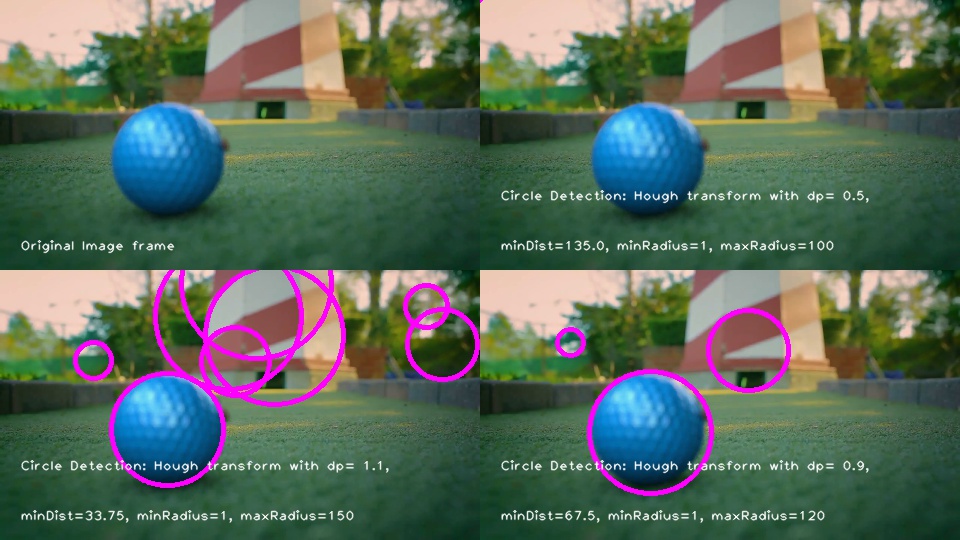 Original Image frame
Circle Detection: Hough transform with dp= 0.5,
minDist=135.0, minRadius=1, maxRadius=100
Circle Detection: Hough transform with dp= 1.1,
minDist=33.75, minRadius=1, maxRadius=150
Circle Detection: Hough transform with dp= 0.9,
minDist=67.5, minRadius=1, maxRadius=120